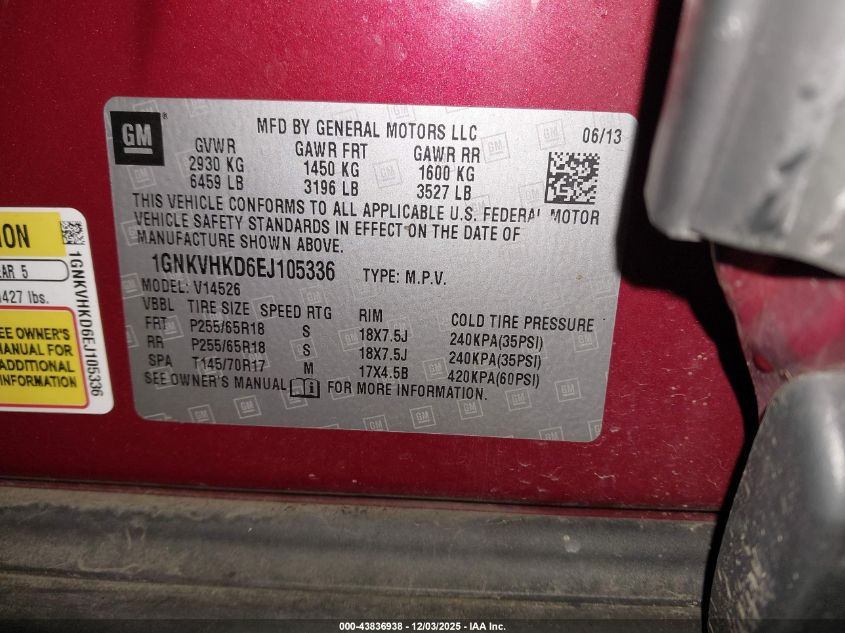 GM
MFD BY GENERAL MOTORS LLC 06/13
GVWR GAWR FRT GAWR RR
2930 KG 1450 KG 1600 KG
6459 LB 3196 LB 3527 LB
THIS VEHICLE CONFORMS TO ALL APPLICABLE U.S. FEDERAL MOTOR
VEHICLE SAFETY STANDARDS IN EFFECT ON THE DATE OF
MANUFACTURE SHOWN ABOVE.
1GNKVHKD6EJ105336 TYPE: M.P.V.
MODEL: V14526
VBBL TIRE SIZE SPEED RTG RIM COLD TIRE PRESSURE
FRT P255/65R18 S 18X7.5J 240KPA(35PSI)
RR P255/65R18 S 18X7.5J 240KPA(35PSI)
SPA T145/70R17 M 17X4.5B 420KPA(60PSI)
SEE OWNER'S MANUAL i FOR MORE INFORMATION.
ION
EAR 5
427 lbs.
SEE OWNER'S
MANUAL FOR
ADDITIONAL
INFORMATION
1GNKVHKD6EJ105336
000-43836938 - 12/03/2025 - IAA Inc.